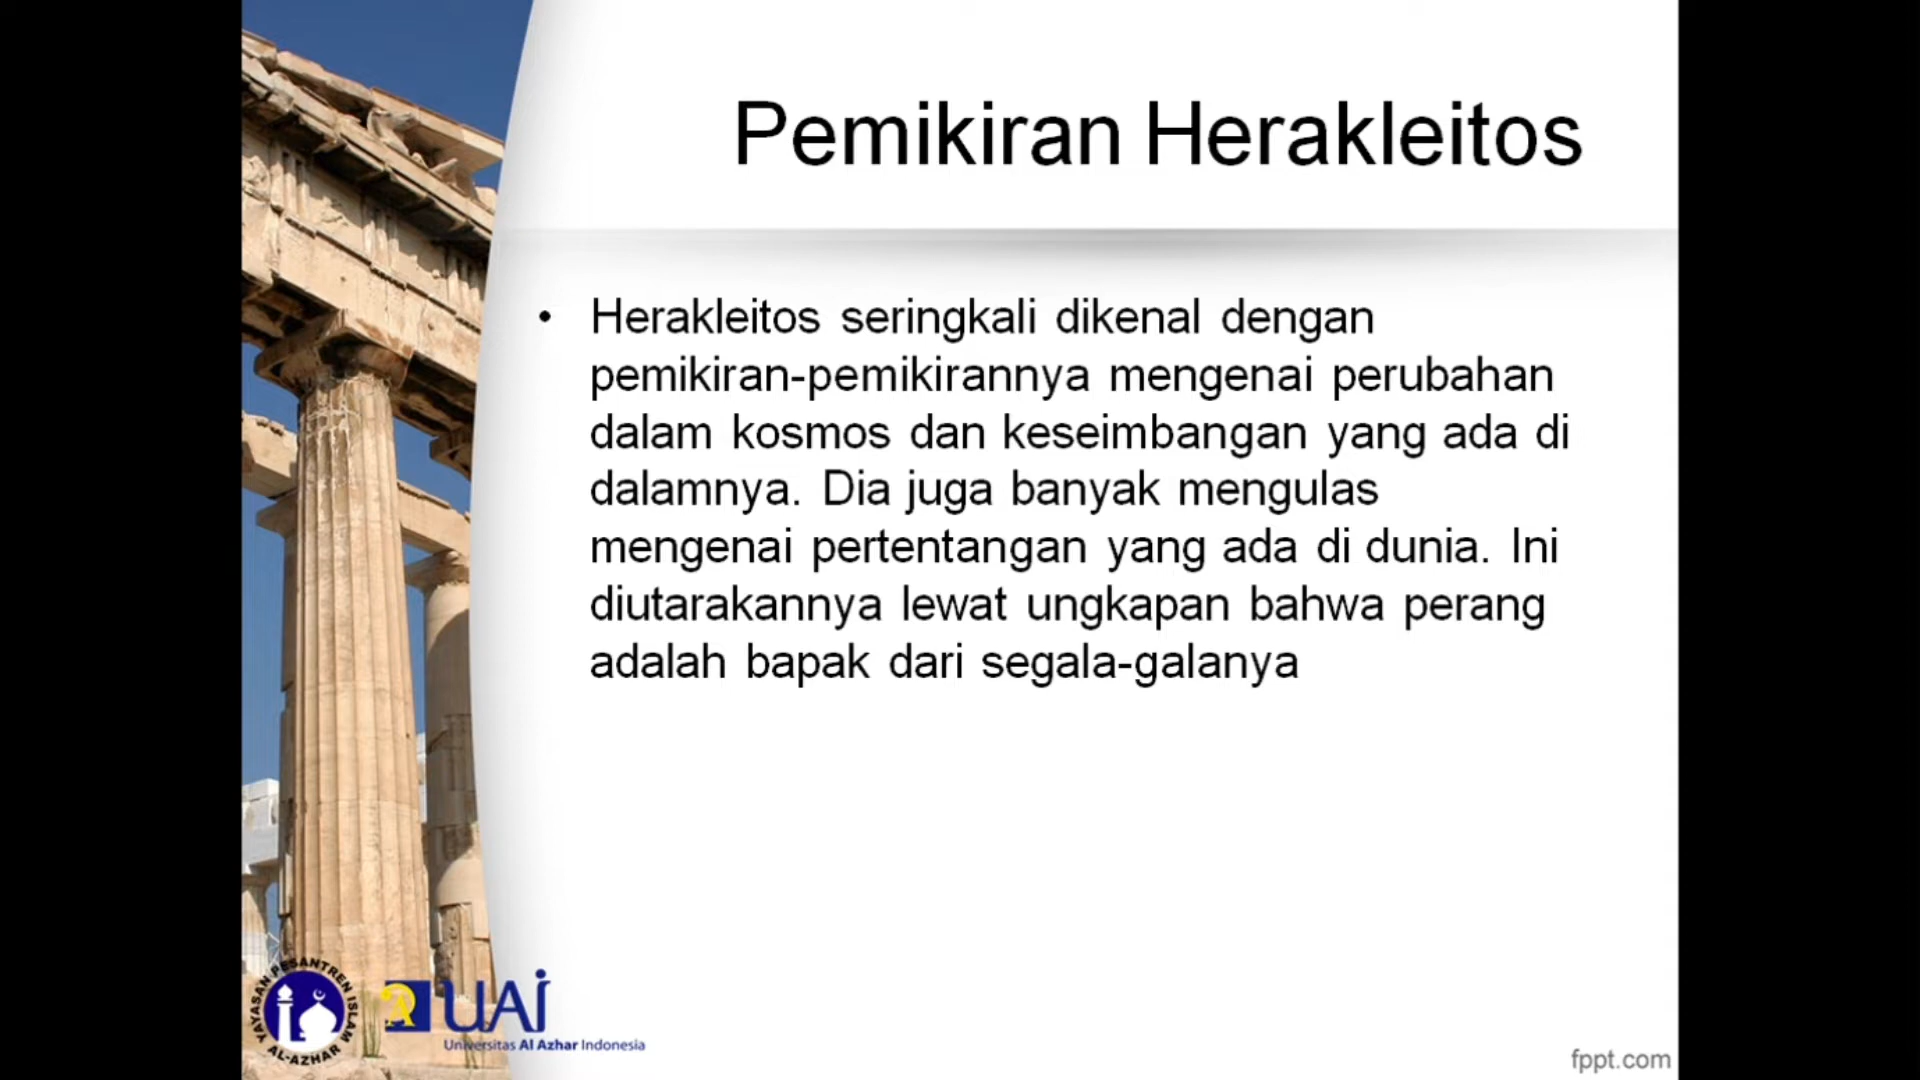 Pemikiran Herakleitos
• Herakleitos seringkali dikenal dengan
pemikiran-pemikirannya mengenai perubahan
dalam kosmos dan keseimbangan yang ada di
dalamnya. Dia juga banyak mengulas
mengenai pertentangan yang ada di dunia. Ini
diutarakannya lewat ungkapan bahwa perang
adalah bapak dari segala-galanya
YAYASAN PESANTREN ISLAM
AL-AZHAR
UAI
Universitas Al Azhar Indonesia
fppt.com